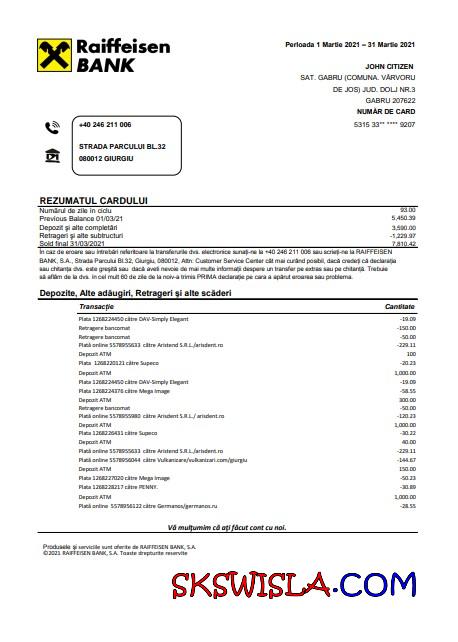 Raiffeisen
BANK
Perloada 1 Martie 2021 – 31 Martie 2021
JOHN CITIZEN
SAT. GABRU (COMUNA. VÂRVORU
DE JOS) JUD. DOLJ NR.3
GABRU 207622
NUMĂR DE CARD
5315 33** **** 9207
+40 246 211 006
STRADA PARCULUI BL.32
080012 GIURGIU
REZUMATUL CARDULUI
Numărul de zile în ciclu 93.00
Previous Balance 01/03/21 5,450.39
Depozit și alte completări 3,590.00
Retrageri și alte subtructuri -1,229.97
Sold final 31/03/2021 7,810.42
În caz de eroare sau întrebări referitoare la transferurile dvs. electronice sunați-ne la +40 246 211 006 sau scrieți-ne la RAIFFEISEN
BANK, S.A., Strada Parcului Bl.32, Giurgiu, 080012, Attn: Customer Service Center cât mai curând posibil, dacă credeți că declarația
sau chitanța dvs. este greșită sau dacă aveți nevoie de mai multe informații despre un transfer pe extras sau pe chitanță. Trebuie
să aflăm de la dvs. în cel mult 60 de zile de la noi-a trimis PRIMA declarație pe care a apărut eroarea sau problema.
Depozite, Alte adăugiri, Retrageri și alte scăderi
Transacție Cantitate
Plata 1268224450 către DAV-Simply Elegant -19.09
Retragere bancomat -150.00
Retragere bancomat -50.00
Plată online 5578955633 către Aristend S.R.L/arisdent.ro -229.11
Depozit ATM 100
Plata 1268220121 către Supeco -20.23
Depozit ATM 1,000.00
Plata 1268224450 către DAV-Simply Elegant -19.09
Plata 1268224376 către Mega Image -58.55
Depozit ATM 300.00
Retragere bancomat -50.00
Plată online 5578955980 către Arisdent S.R.L./ arisdent.ro -120.23
Depozit ATM 1,000.00
Plata 1268226431 către Supeco -30.22
Depozit ATM 40.00
Plată online 5578955633 către Aristend S.R.L/arisdent.ro -229.11
Plată online 5578956044 către Vulkanizare/vulkanizari.com/giurgiu -144.67
Depozit ATM 150.00
Plata 1268227020 către Mega Image -50.23
Plata 1268228217 către PENNY. -30.89
Depozit ATM 1,000.00
Plată online 5578956122 către Germanos/germanos.ru -28.55
Vă mulțumim că ați făcut cont cu noi.
Produsele și serviciile sunt oferite de RAIFFEISEN BANK, S.A.
©2021 RAIFFEISEN BANK, S.A. Toate drepturite reservite
SKSWISLA.COM